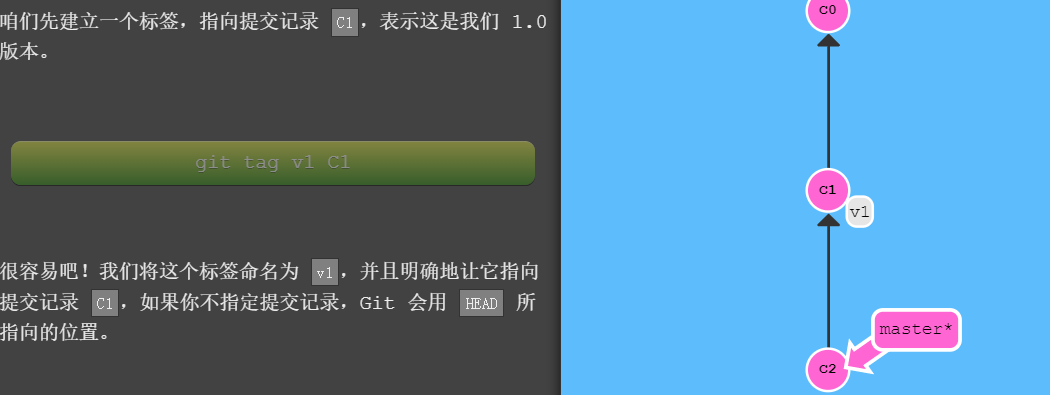 咱们先建立一个标签，指向提交记录 C1，表示这是我们 1.0
版本。
git tag v1 C1
很容易吧！我们将这个标签命名为 v1，并且明确地让它指向
提交记录 C1，如果你不指定提交记录，Git 会用 HEAD 所
指向的位置。
C0
C1
v1
master*
C2